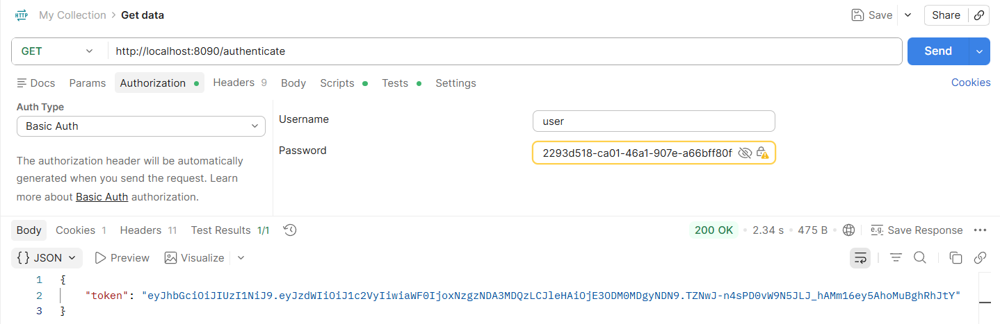 HTTP My Collection > Get data Save Share
GET http://localhost:8090/authenticate Send
Docs Params Authorization Headers 9 Body Scripts Tests Settings Cookies
Auth Type
Basic Auth
Username user
Password 2293d518-ca01-46a1-907e-a66bff80f
The authorization header will be automatically
generated when you send the request. Learn
more about Basic Auth authorization.
Body Cookies 1 Headers 11 Test Results 1/1 200 OK • 2.34 s • 475 B • e.g. Save Response
{} JSON Preview Visualize
1 {
2 "token": "eyJhbGciOiJIUzI1NiJ9.eyJzdWIiOiJ1c2VyIiwiaWF0IjoxNzgzNDA3MDQzLCJleHAiOjE3ODM0MDgyNDN9.TZNwJ-n4sPD0vW9N5JLJ_hAMm16ey5AhoMuBghRhJtY"
3 }